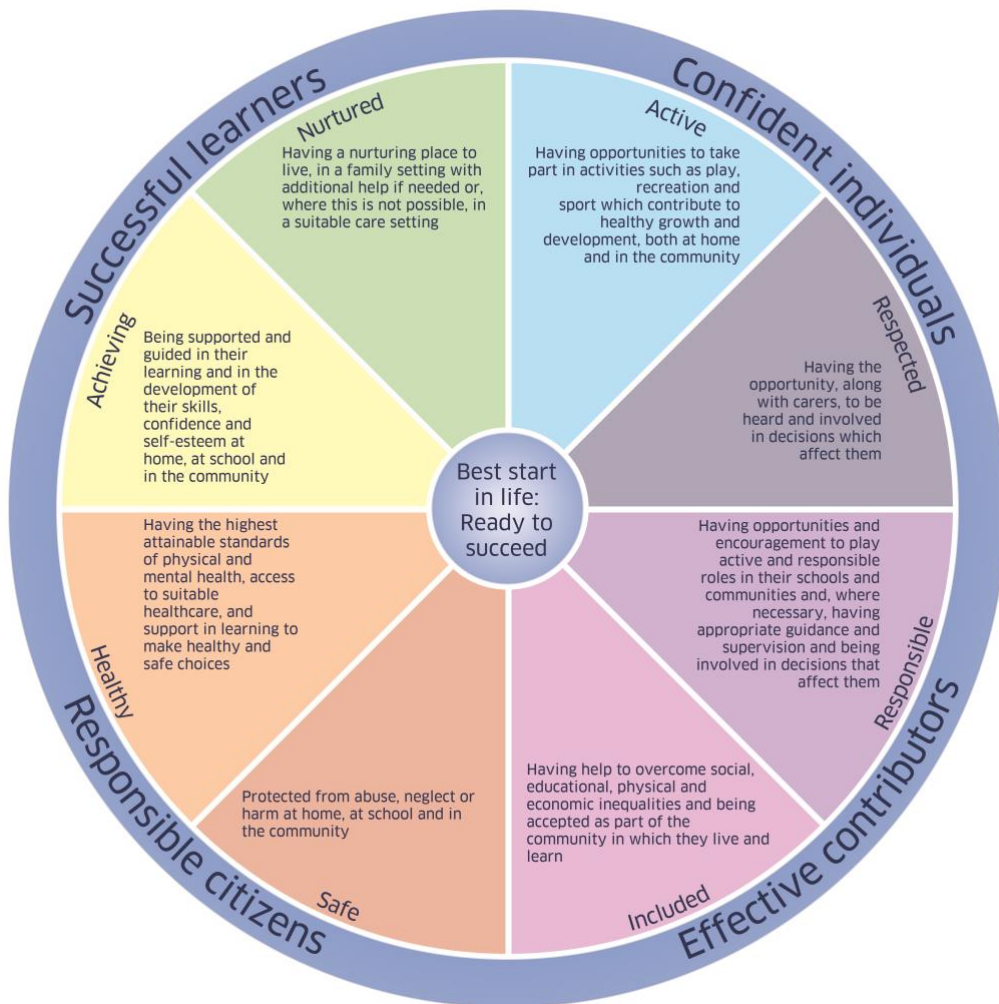 Successful learners
Confident individuals
Nurtured
Having a nurturing place to
live, in a family setting with
additional help if needed or,
where this is not possible, in
a suitable care setting
Active
Having opportunities to take
part in activities such as play,
recreation and
sport which contribute to
healthy growth and
development, both at home
and in the community
Achieving
Being supported and
guided in their
learning and in the
development of
their skills,
confidence and
self-esteem at
home, at school and
in the community
Respected
Having the
opportunity, along
with carers, to be
heard and involved
in decisions which
affect them
Best start
in life:
Ready to
succeed
Healthy
Having the highest
attainable standards
of physical and
mental health, access
to suitable
healthcare, and
support in learning to
make healthy and
safe choices
Responsible
Having opportunities and
encouragement to play
active and responsible
roles in their schools and
communities and, where
necessary, having
appropriate guidance and
supervision and being
involved in decisions that
affect them
Protected from abuse, neglect or
harm at home, at school and in
the community
Safe
Having help to overcome social,
educational, physical and
economic inequalities and being
accepted as part of the
community in which they live and
learn
Included
Responsible citizens
Effective contributors